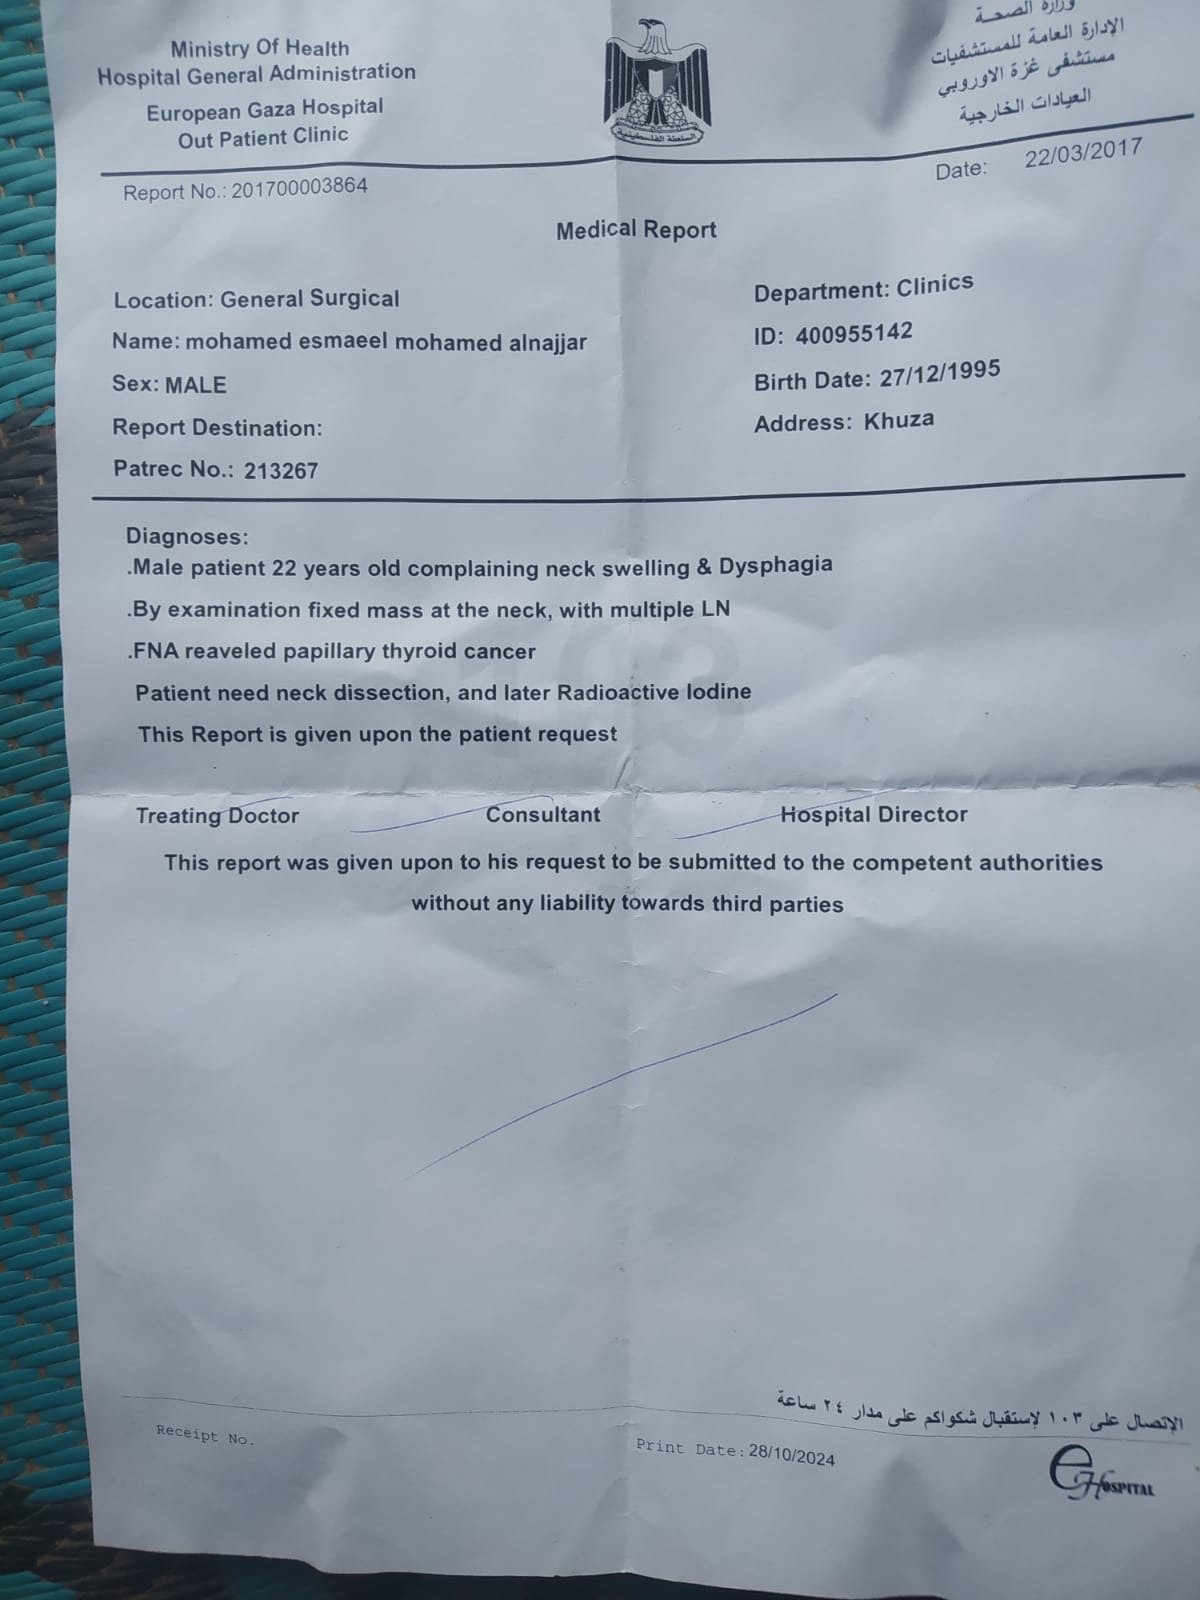 Ministry Of Health
Hospital General Administration
European Gaza Hospital
Out Patient Clinic
وزارة الصحة
الإدارة العامة للمستشفيات
مستشفى غزة الاوروبي
العيادات الخارجية
السلطة الفلسطينية
Report No.: 201700003864
Date: 22/03/2017
Medical Report
Location: General Surgical
Department: Clinics
Name: mohamed esmaeel mohamed alnajjar
ID: 400955142
Sex: MALE
Birth Date: 27/12/1995
Report Destination:
Address: Khuza
Patrec No.: 213267
Diagnoses:
.Male patient 22 years old complaining neck swelling & Dysphagia
.By examination fixed mass at the neck, with multiple LN
.FNA reaveled papillary thyroid cancer
Patient need neck dissection, and later Radioactive Iodine
This Report is given upon the patient request
103
Treating Doctor Consultant Hospital Director
This report was given upon to his request to be submitted to the competent authorities
without any liability towards third parties
الإتصال على ١٠٣ لإستقبال شكواكم على مدار ٢٤ ساعة
Receipt No.
Print Date: 28/10/2024
eHOSPITAL